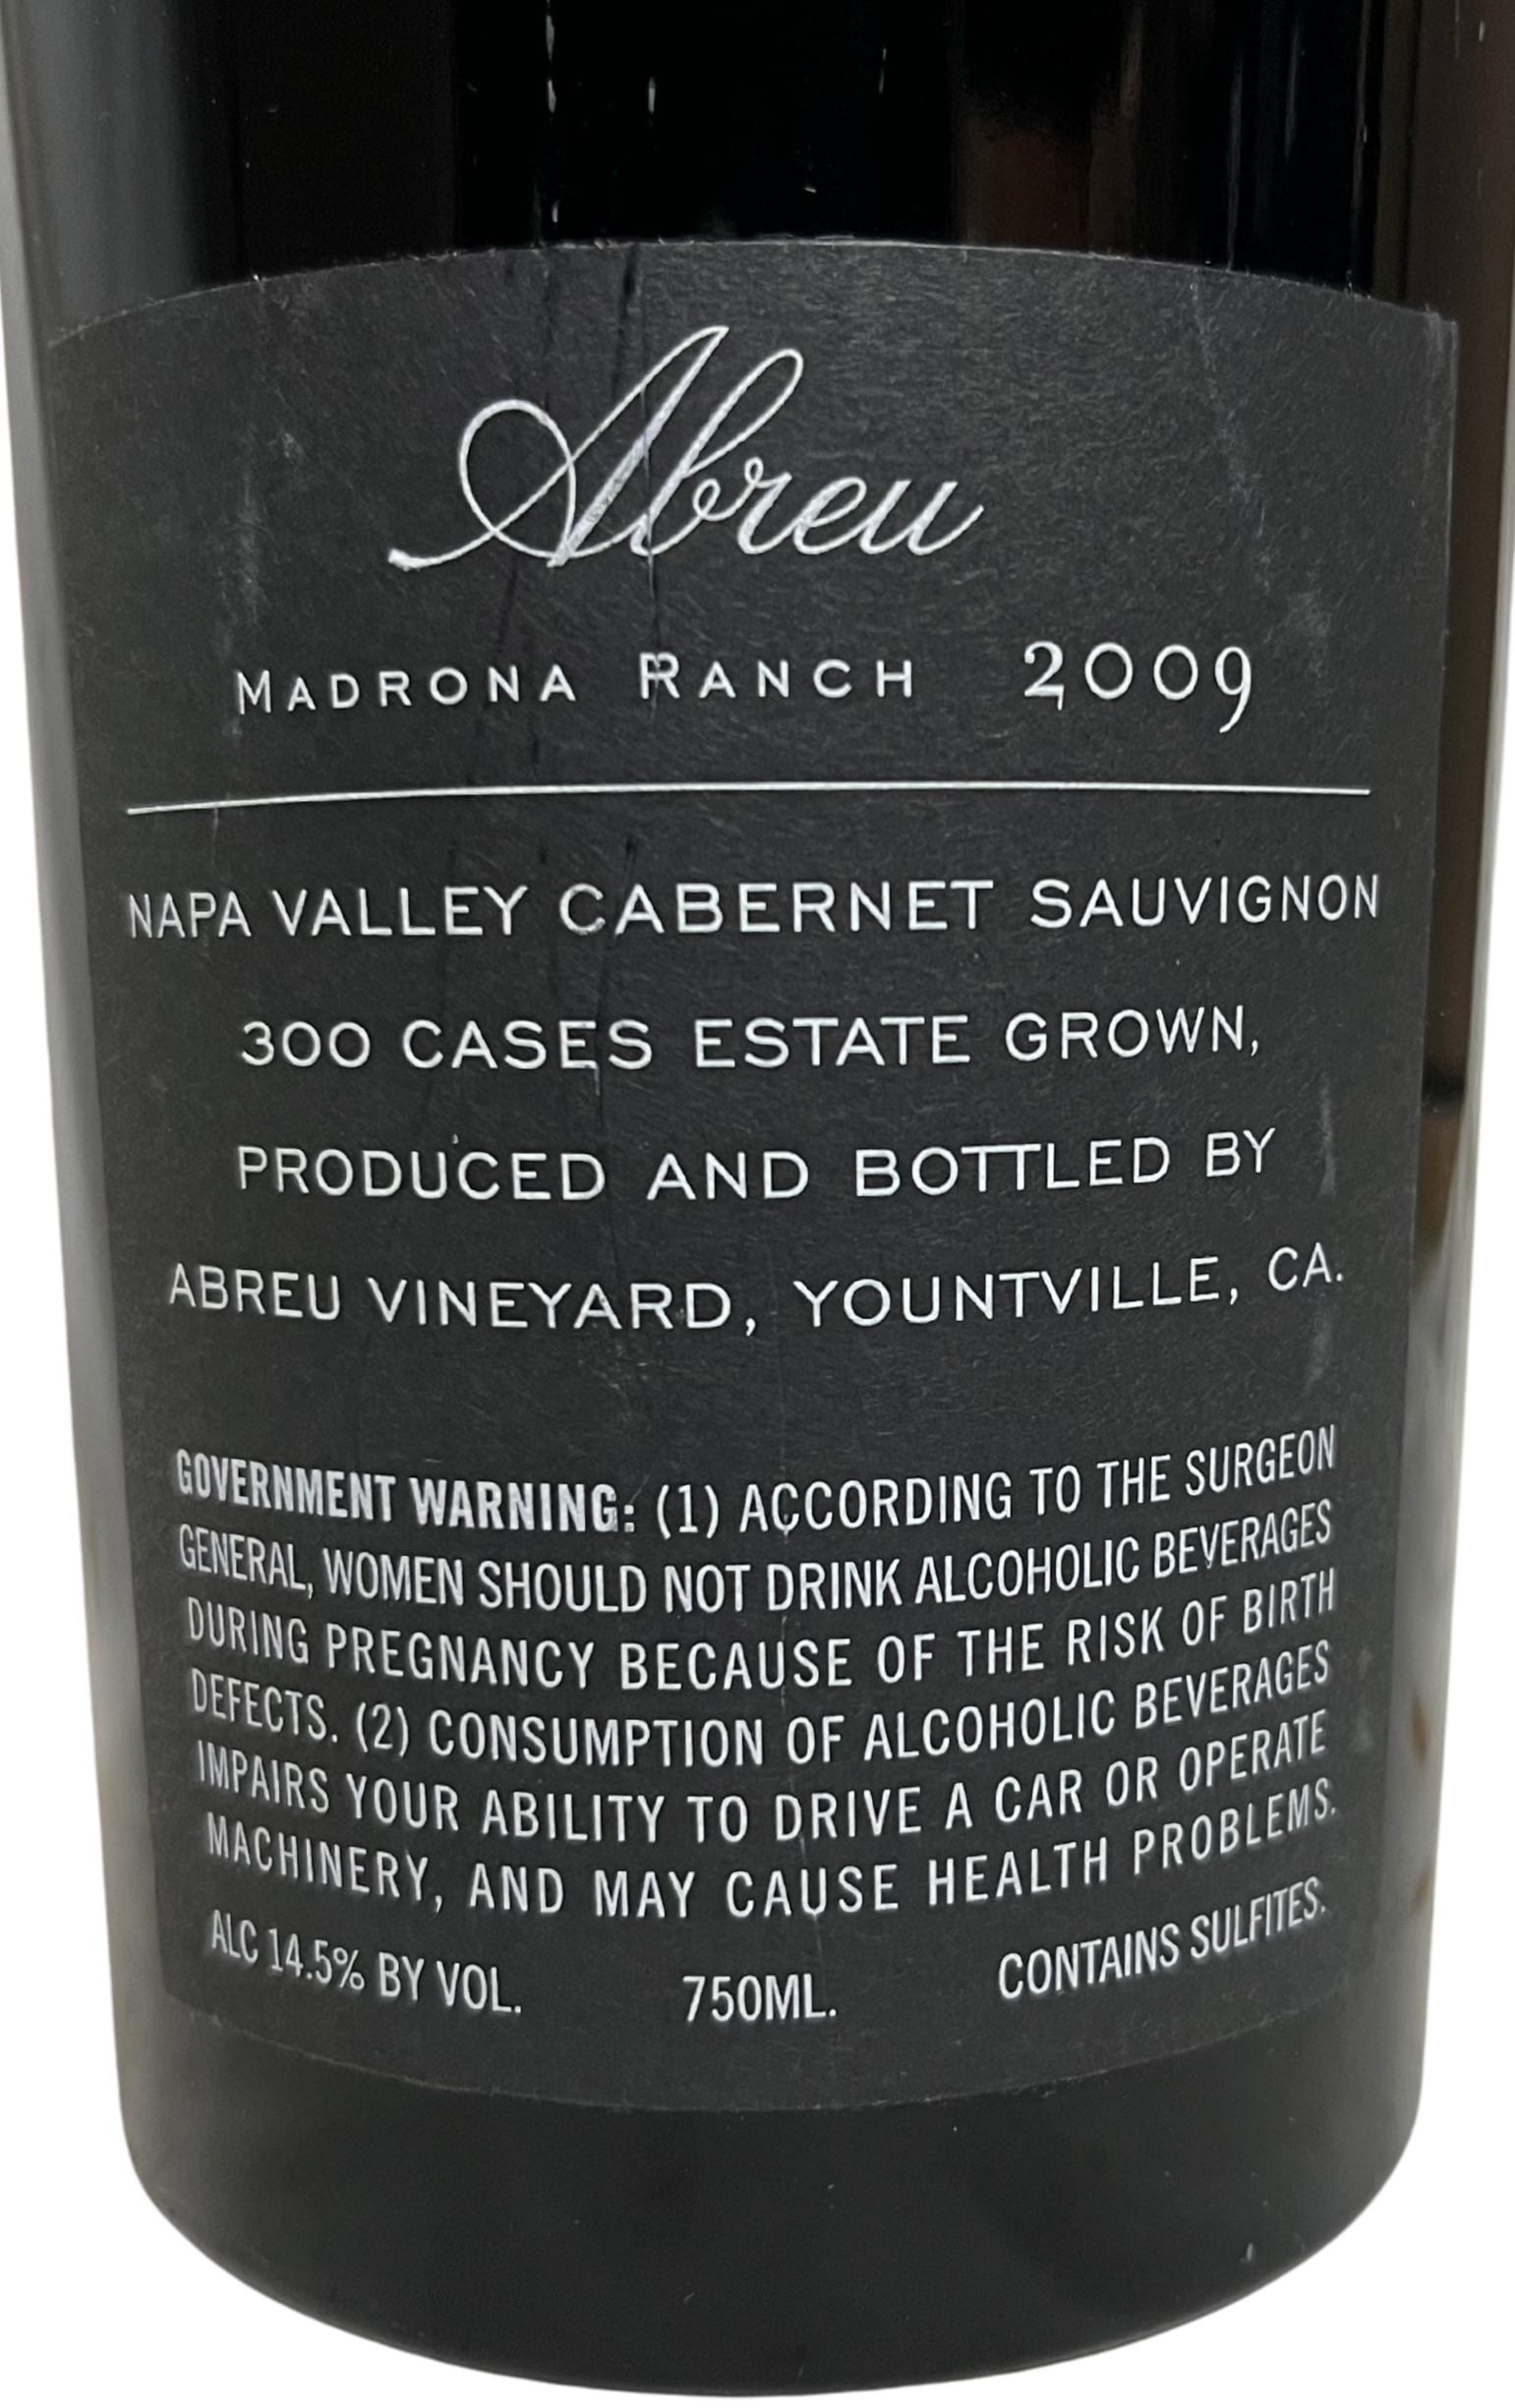 Abreu
MADRONA RANCH 2009
NAPA VALLEY CABERNET SAUVIGNON
300 CASES ESTATE GROWN,
PRODUCED AND BOTTLED BY
ABREU VINEYARD, YOUNTVILLE, CA.
GOVERNMENT WARNING: (1) ACCORDING TO THE SURGEON
GENERAL, WOMEN SHOULD NOT DRINK ALCOHOLIC BEVERAGES
DURING PREGNANCY BECAUSE OF THE RISK OF BIRTH
DEFECTS. (2) CONSUMPTION OF ALCOHOLIC BEVERAGES
IMPAIRS YOUR ABILITY TO DRIVE A CAR OR OPERATE
MACHINERY, AND MAY CAUSE HEALTH PROBLEMS.
ALC 14.5% BY VOL. 750ML. CONTAINS SULFITES.